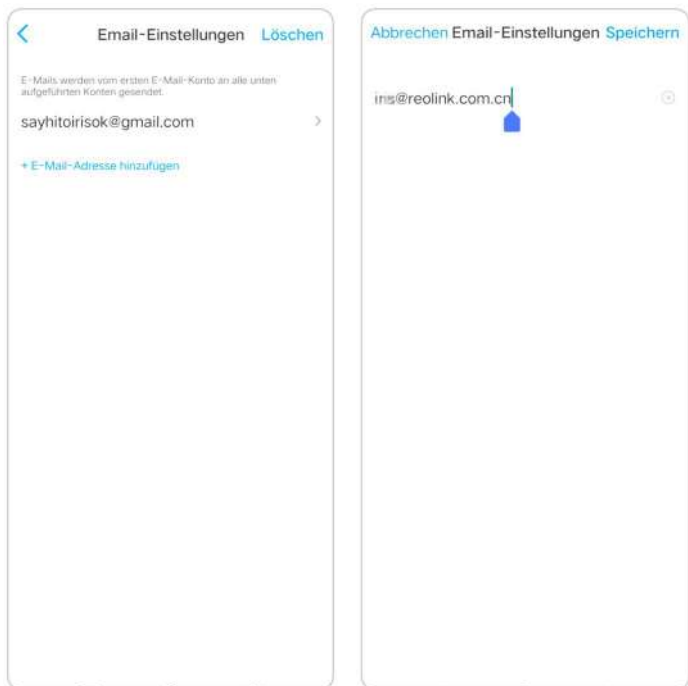 Email-Einstellungen Löschen
E-Mails werden vom ersten E-Mail-Konto an alle unten
aufgeführten Konten gesendet.
sayhitoirisok@gmail.com
+ E-Mail-Adresse hinzufügen
Abbrechen Email-Einstellungen Speichern
@reolink.com.cn